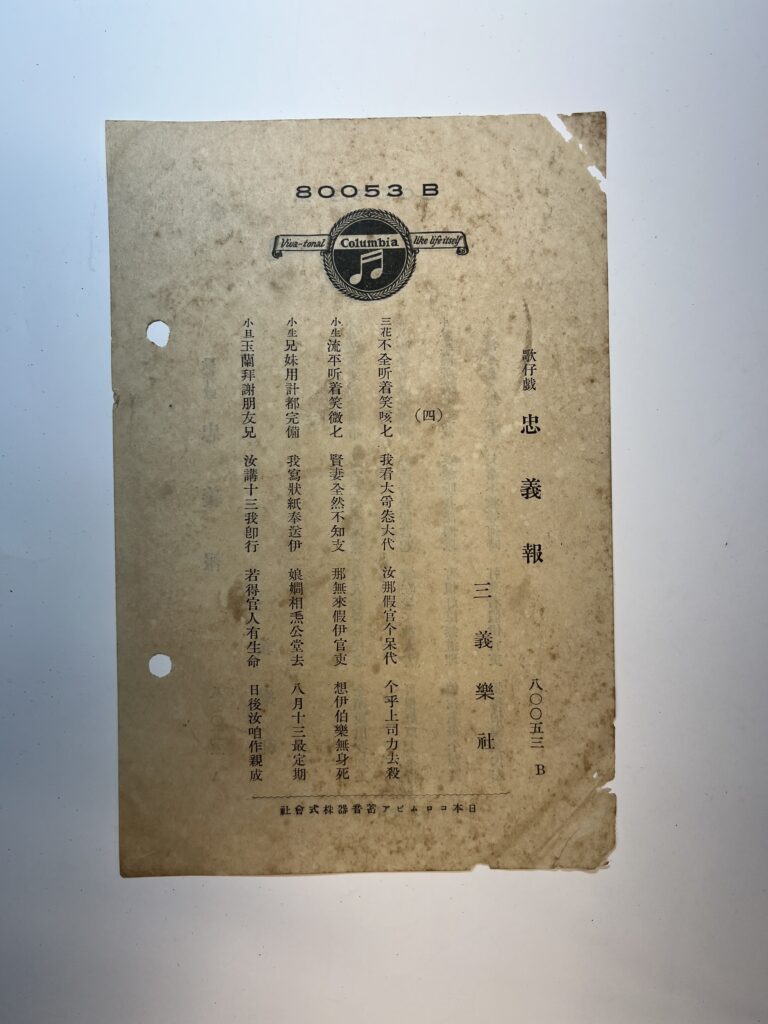 80053 B
Viva-tonal Columbia like life itself
歌仔戲 忠義報 八〇〇五三 B
三義樂社
(四)
三花 不全听着笑咳七 我看大哥怣大代 汝那假官个呆代 个乎上司力去殺
小生 流平听着笑微七 賢妻全然不知支 那無來假伊官吏 想伊伯樂無身死
小生 兄妹用計都完備 我寫狀紙奉送伊 娘嫺相𤆬公堂去 八月十三最定期
小旦 玉蘭拜謝朋友兄 汝講十三我卽行 若得官人有生命 日後汝咱作親成
日本コロムビア蓄音器株式會社